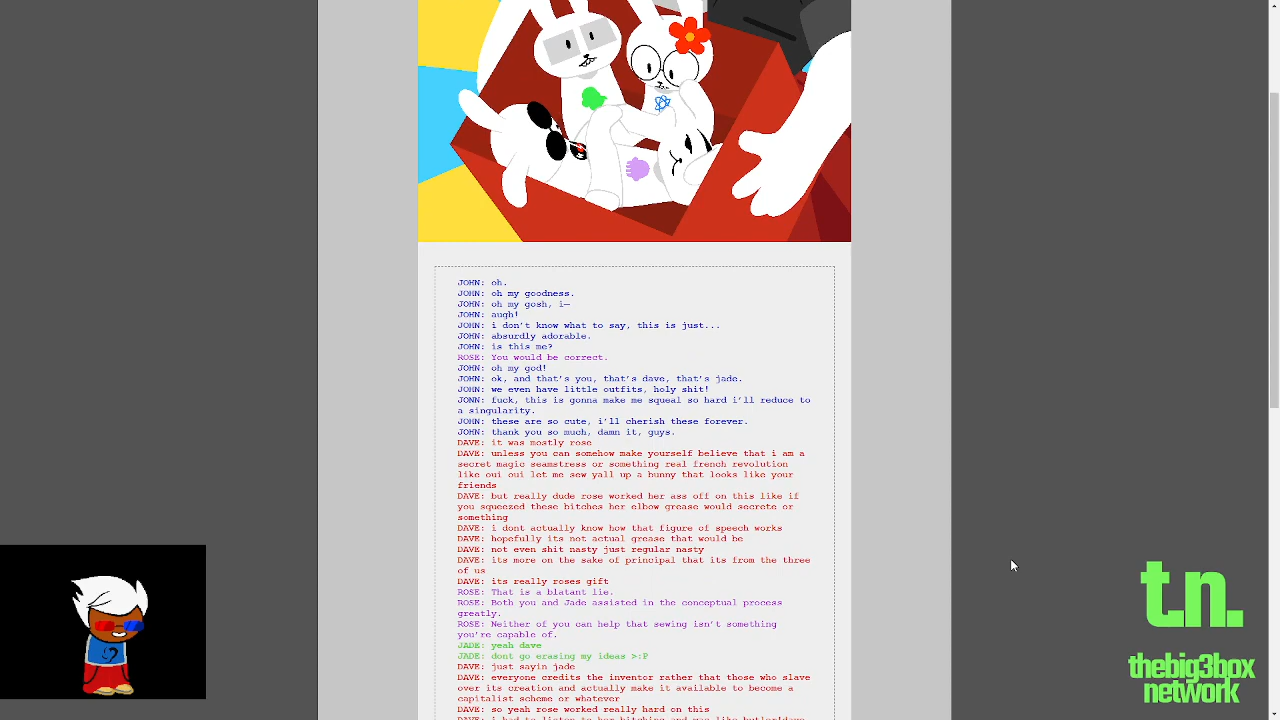 JOHN: oh.
JOHN: oh my goodness.
JOHN: oh my gosh, i—
JOHN: augh!
JOHN: i don't know what to say, this is just...
JOHN: absurdly adorable.
JOHN: is this me?
ROSE: You would be correct.
JOHN: oh my god!
JOHN: ok, and that's you, that's dave, that's jade.
JOHN: we even have little outfits, holy shit!
JONN: fuck, this is gonna make me squeal so hard i'll reduce to
a singularity.
JOHN: these are so cute, i'll cherish these forever.
JOHN: thank you so much, damn it, guys.
DAVE: it was mostly rose
DAVE: unless you can somehow make yourself believe that i am a
secret magic seamstress or something real french revolution
like oui oui let me sew yall up a bunny that looks like your
friends
DAVE: but really dude rose worked her ass off on this like if
you squeezed these bitches her elbow grease would secrete or
something
DAVE: i dont actually know how that figure of speech works
DAVE: hopefully its not actual grease that would be
DAVE: not even shit nasty just regular nasty
DAVE: its more on the sake of principal that its from the three
of us
DAVE: its really roses gift
ROSE: That is a blatant lie.
ROSE: Both you and Jade assisted in the conceptual process
greatly.
ROSE: Neither of you can help that sewing isn't something
you're capable of.
JADE: yeah dave
JADE: dont go erasing my ideas >:P
DAVE: just sayin jade
DAVE: everyone credits the inventor rather that those who slave
over its creation and actually make it available to become a
capitalist scheme or whatever
DAVE: so yeah rose worked really hard on this
DAVE: i had to listen to her bitching and was like butler!dave
tn.
thebig3box
network